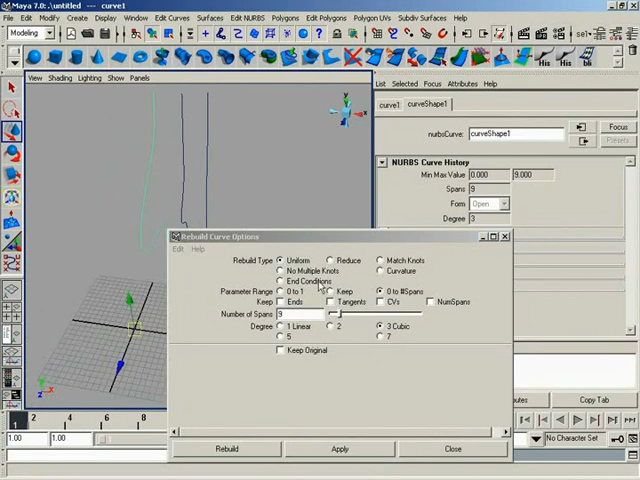 Maya 7.0: .\untitled --- curve1
File Edit Modify Create Display Window Edit Curves Surfaces Edit NURBS Polygons Edit Polygons Polygon UVs Subdiv Surfaces Help
Modeling sel
His His bli
View Shading Lighting Show Panels
List Selected Focus Attributes Help
curve1 curveShape1
nurbsCurve: curveShape1 Focus
Presets
NURBS Curve History
Min Max Value 0.000 9.000
Spans 9
Form Open
Degree 3
Rebuild Curve Options
Edit Help
Rebuild Type Uniform Reduce Match Knots
No Multiple Knots Curvature
End Conditions
Parameter Range 0 to 1 Keep 0 to #Spans
Keep Ends Tangents CVs NumSpans
Number of Spans 9
Degree 1 Linear 2 3 Cubic
5 7
Keep Original
Copy Tab
1 2 4 6 8
1.00 1.00 No Character Set
Rebuild Apply Close